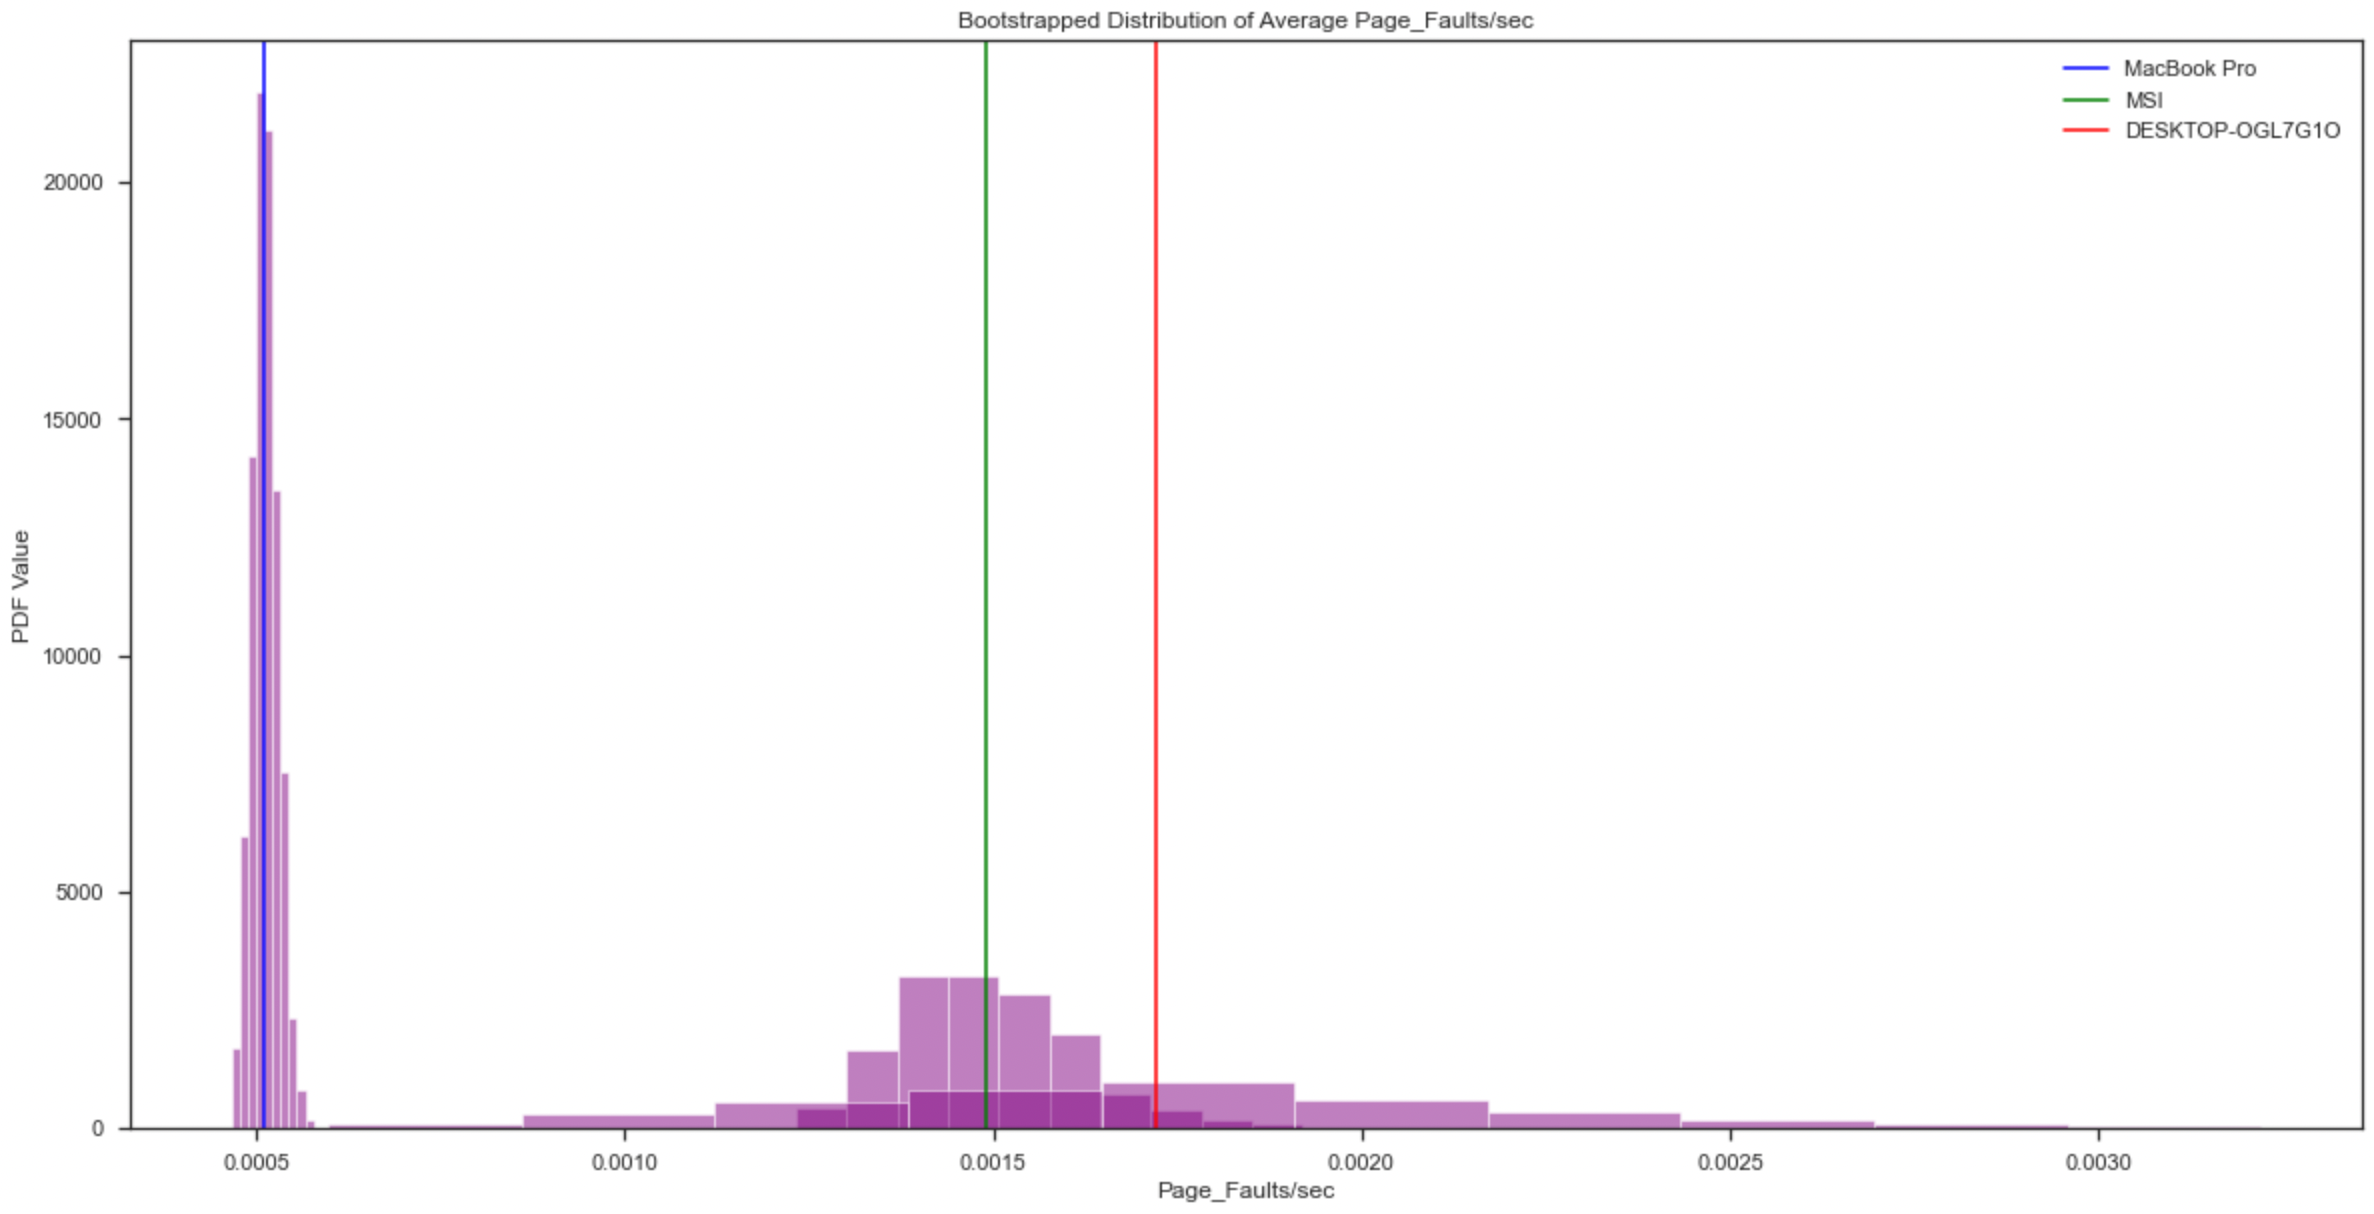 Bootstrapped Distribution of Average Page_Faults/sec
MacBook Pro
MSI
DESKTOP-OGL7G1O
PDF Value
20000
15000
10000
5000
0
0.0005 0.0010 0.0015 0.0020 0.0025 0.0030
Page_Faults/sec